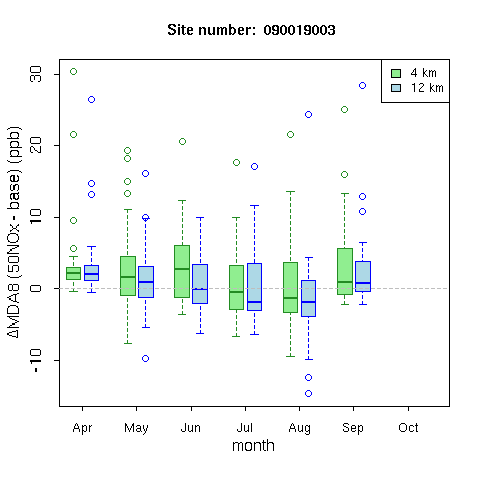 Site number:  090019003
4 km
12 km
ΔMDA8 (50NOx - base) (ppb)
30
20
10
0
-10
Apr May Jun Jul Aug Sep Oct
month